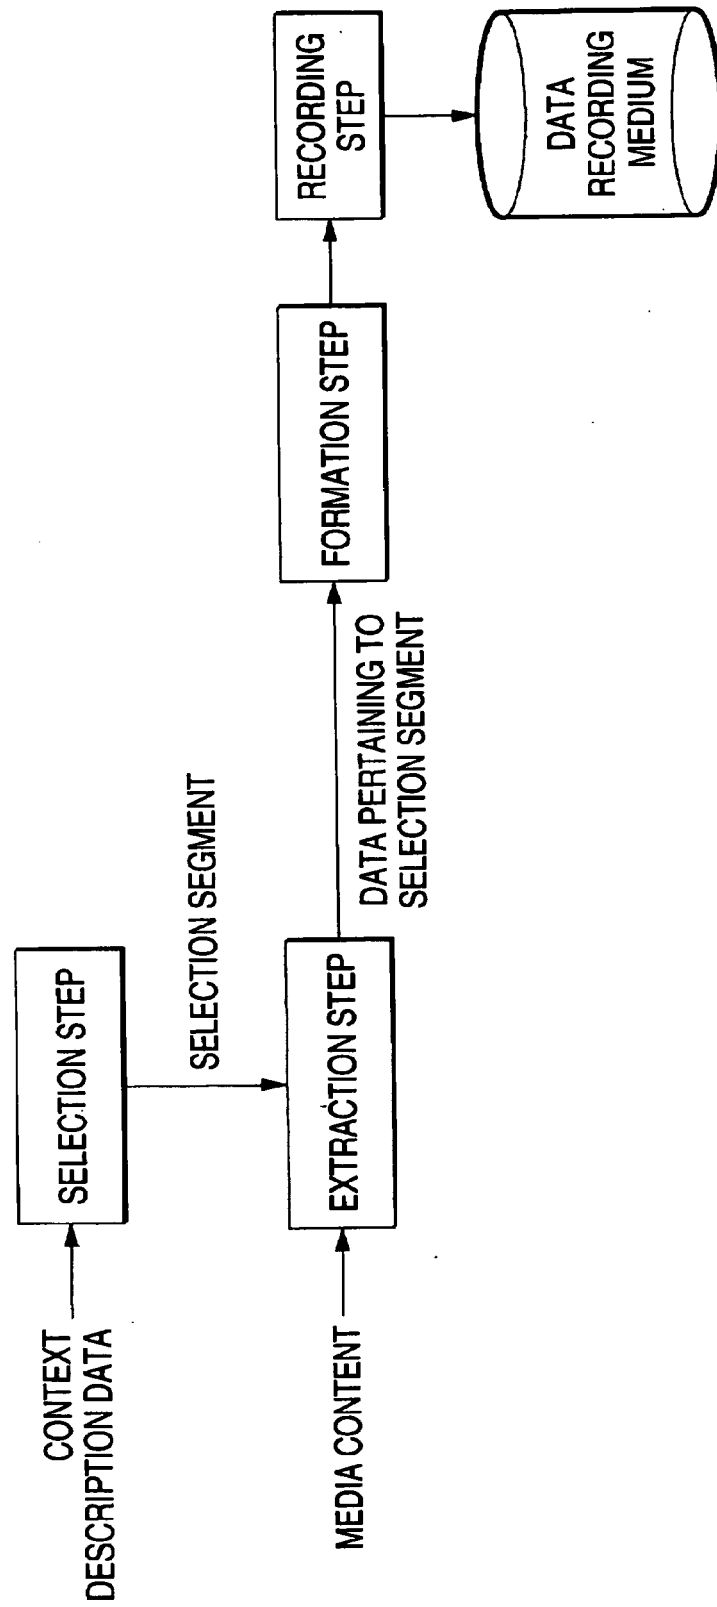 CONTEXT
DESCRIPTION DATA
SELECTION STEP
SELECTION SEGMENT
MEDIA CONTENT
EXTRACTION STEP
DATA PERTAINING TO
SELECTION SEGMENT
FORMATION STEP
RECORDING
STEP
DATA
RECORDING
MEDIUM